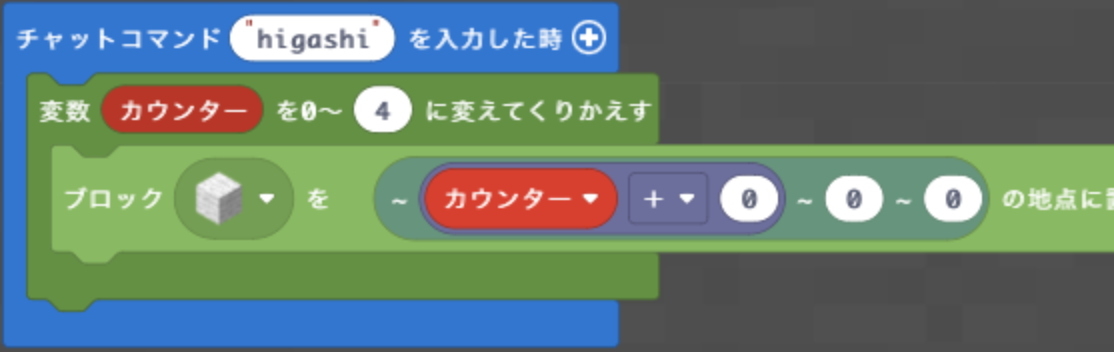 チャットコマンド "higashi" を入力した時
変数 カウンター を0〜 4 に変えてくりかえす
ブロック を ~ カウンター + 0 ~ 0 ~ 0 の地点に